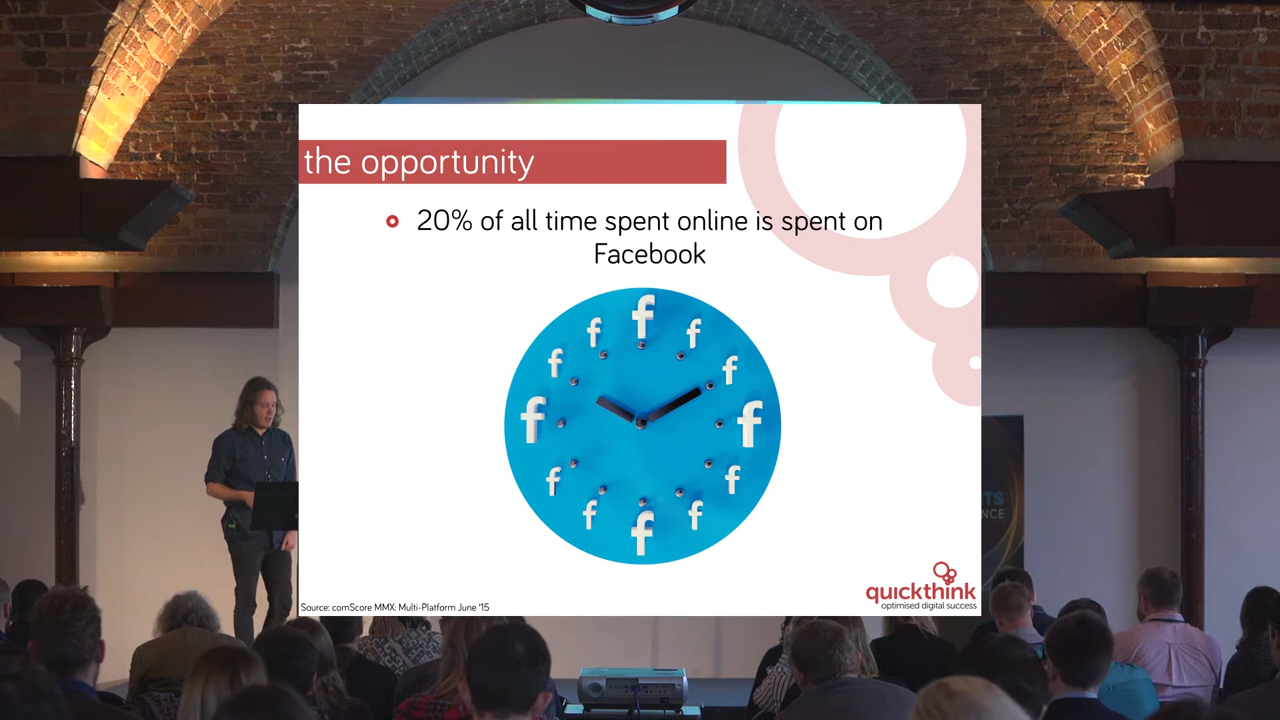 the opportunity
20% of all time spent online is spent on
Facebook
f
f
f
f
f
f
f
f
f
f
f
f
quickthink
optimised digital success
Source: comScore MMX: Multi-Platform June '15